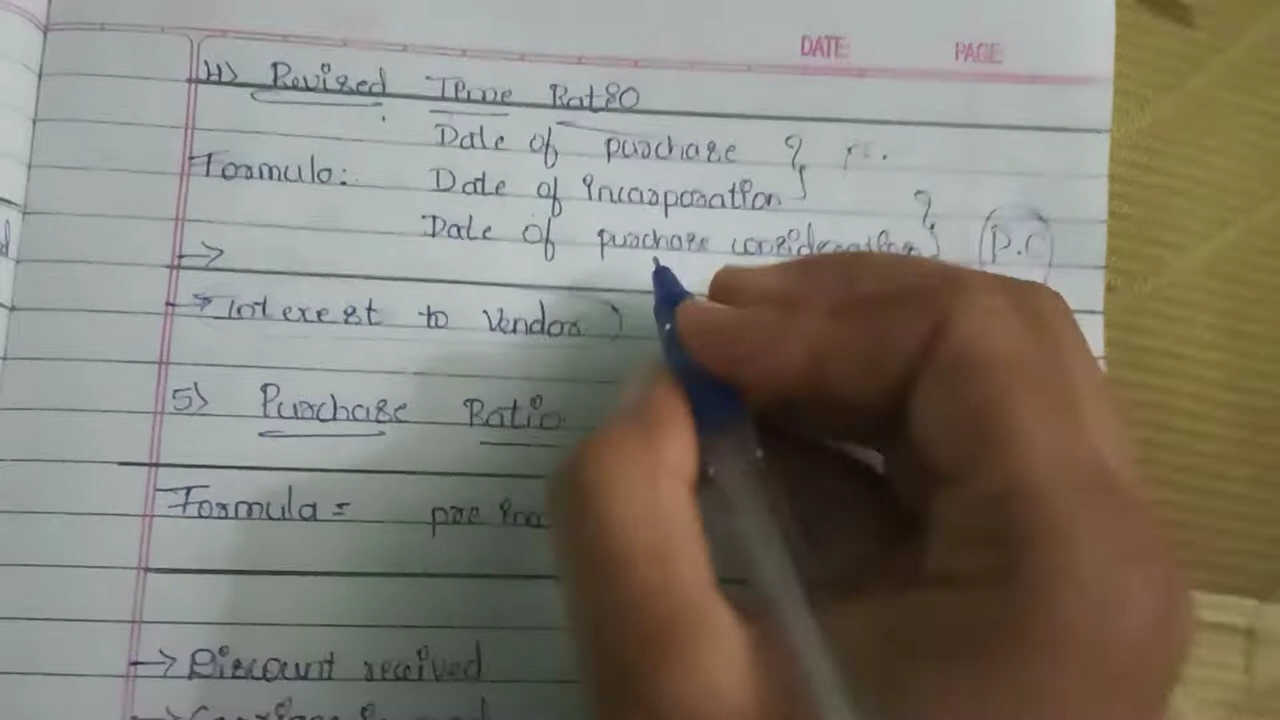 DATE: PAGE:
4) Revised Time Ratio
Date of purchase }
Formula: Date of incorporation }
Date of purchase consideration } (P.C)
→
→ Interest to Vendor )
5) Purchase Ratio
Formula = pre inc
→ Discount received